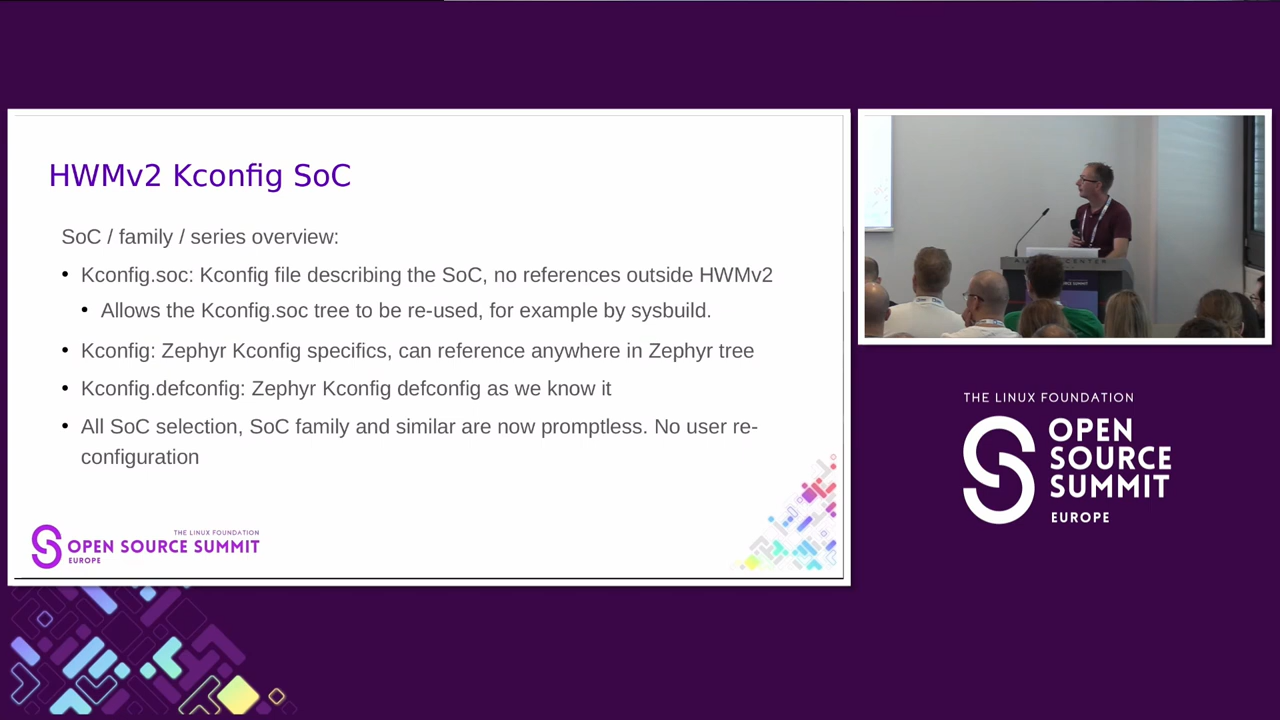 HWMv2 Kconfig SoC
SoC / family / series overview:
• Kconfig.soc: Kconfig file describing the SoC, no references outside HWMv2
• Allows the Kconfig.soc tree to be re-used, for example by sysbuild.
• Kconfig: Zephyr Kconfig specifics, can reference anywhere in Zephyr tree
• Kconfig.defconfig: Zephyr Kconfig defconfig as we know it
• All SoC selection, SoC family and similar are now promptless. No user re-
configuration
THE LINUX FOUNDATION
OPEN SOURCE SUMMIT
EUROPE
THE LINUX FOUNDATION
OPEN
SOURCE
SUMMIT
EUROPE